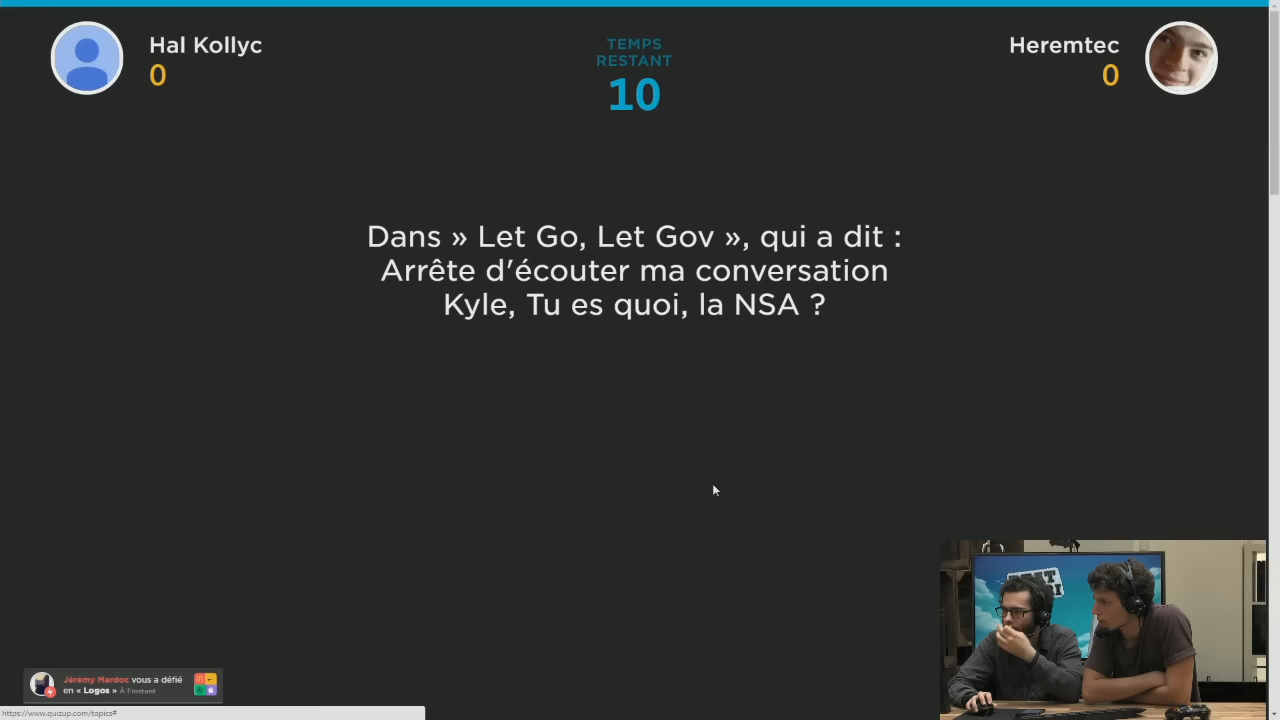 Hal Kollyc
0
TEMPS
RESTANT
10
Heremtec
0
Dans » Let Go, Let Gov », qui a dit :
Arrête d'écouter ma conversation
Kyle, Tu es quoi, la NSA ?
Jérémy Mardoc vous a défié
en « Logos » À l'instant
https://www.quizup.com/topics#